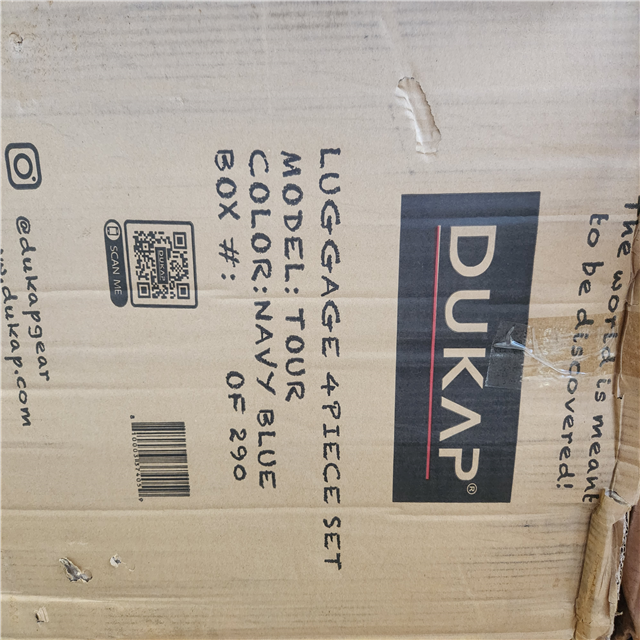 The world is meant
to be discovered!
DUKAP®
LUGGAGE 4PIECE SET
MODEL: TOUR
COLOR:NAVY BLUE
BOX #: OF 290
DUKAP
SCAN ME
@dukapgear